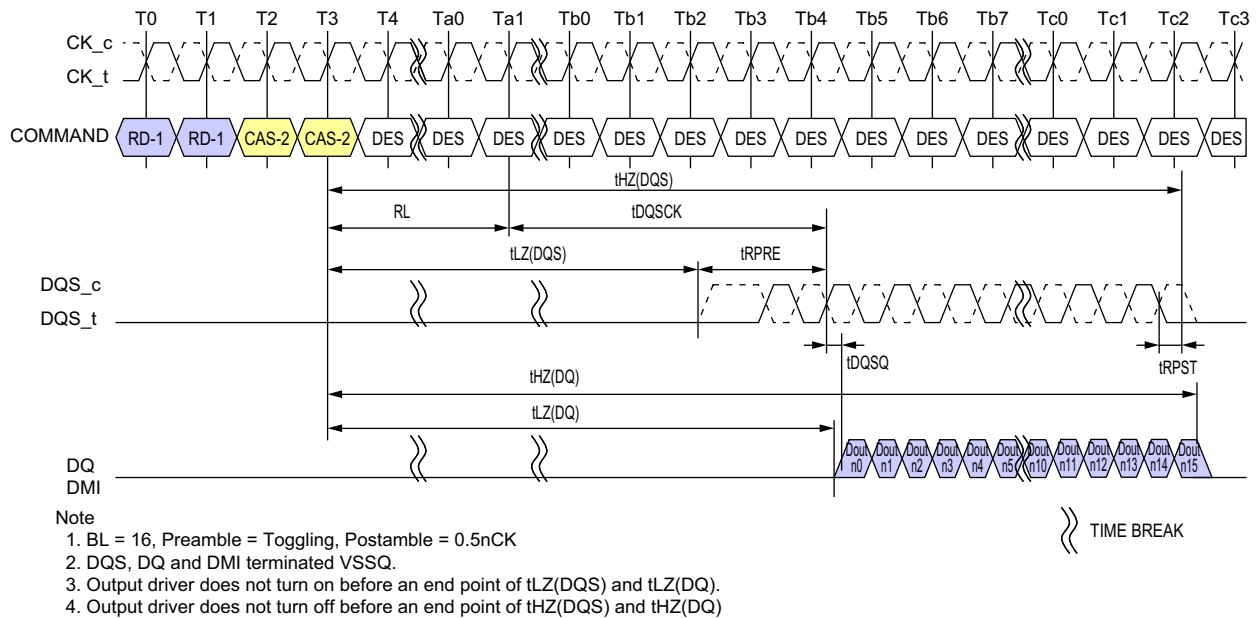 T0 T1 T2 T3 T4 Ta0 Ta1 Tb0 Tb1 Tb2 Tb3 Tb4 Tb5 Tb6 Tb7 Tc0 Tc1 Tc2 Tc3
CK_c
CK_t
COMMAND RD-1 RD-1 CAS-2 CAS-2 DES DES DES DES DES DES DES DES DES DES DES DES DES DES DES
tHZ(DQS)
RL tDQSCK
tLZ(DQS) tRPRE
DQS_c
DQS_t
tDQSQ tRPST
tHZ(DQ)
tLZ(DQ)
Dout Dout Dout Dout Dout Dout Dout Dout Dout Dout Dout Dout
n0 n1 n2 n3 n4 n5 n10 n11 n12 n13 n14 n15
DQ
DMI
Note
1. BL = 16, Preamble = Toggling, Postamble = 0.5nCK
2. DQS, DQ and DMI terminated VSSQ.
3. Output driver does not turn on before an end point of tLZ(DQS) and tLZ(DQ).
4. Output driver does not turn off before an end point of tHZ(DQS) and tHZ(DQ)
TIME BREAK